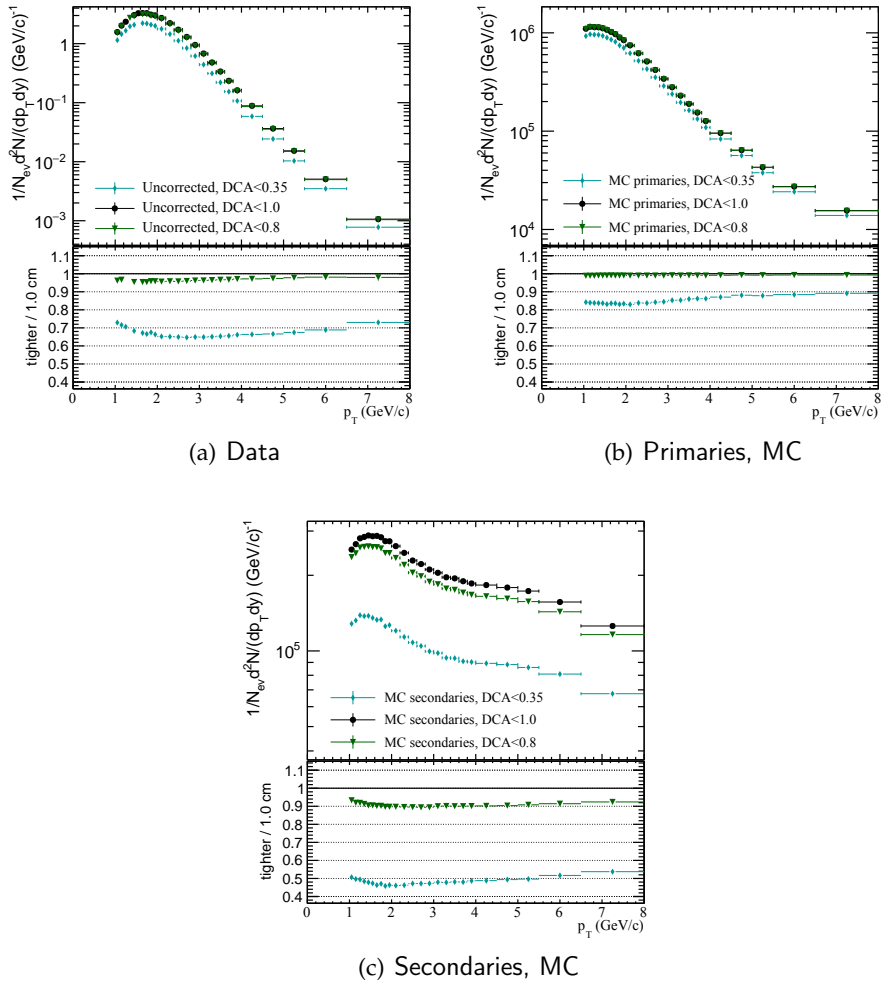 1/N_ev d²N/(dp_T dy) (GeV/c)⁻¹
1
10⁻¹
10⁻²
10⁻³
Uncorrected, DCA<0.35
Uncorrected, DCA<1.0
Uncorrected, DCA<0.8
tighter / 1.0 cm
1.1
1
0.9
0.8
0.7
0.6
0.5
0.4
0 1 2 3 4 5 6 7 8
p_T (GeV/c)
(a) Data
1/N_ev d²N/(dp_T dy) (GeV/c)⁻¹
10⁶
10⁵
10⁴
MC primaries, DCA<0.35
MC primaries, DCA<1.0
MC primaries, DCA<0.8
tighter / 1.0 cm
1.1
1
0.9
0.8
0.7
0.6
0.5
0.4
0 1 2 3 4 5 6 7 8
p_T (GeV/c)
(b) Primaries, MC
1/N_ev d²N/(dp_T dy) (GeV/c)⁻¹
10⁵
MC secondaries, DCA<0.35
MC secondaries, DCA<1.0
MC secondaries, DCA<0.8
tighter / 1.0 cm
1.1
1
0.9
0.8
0.7
0.6
0.5
0.4
0 1 2 3 4 5 6 7 8
p_T (GeV/c)
(c) Secondaries, MC